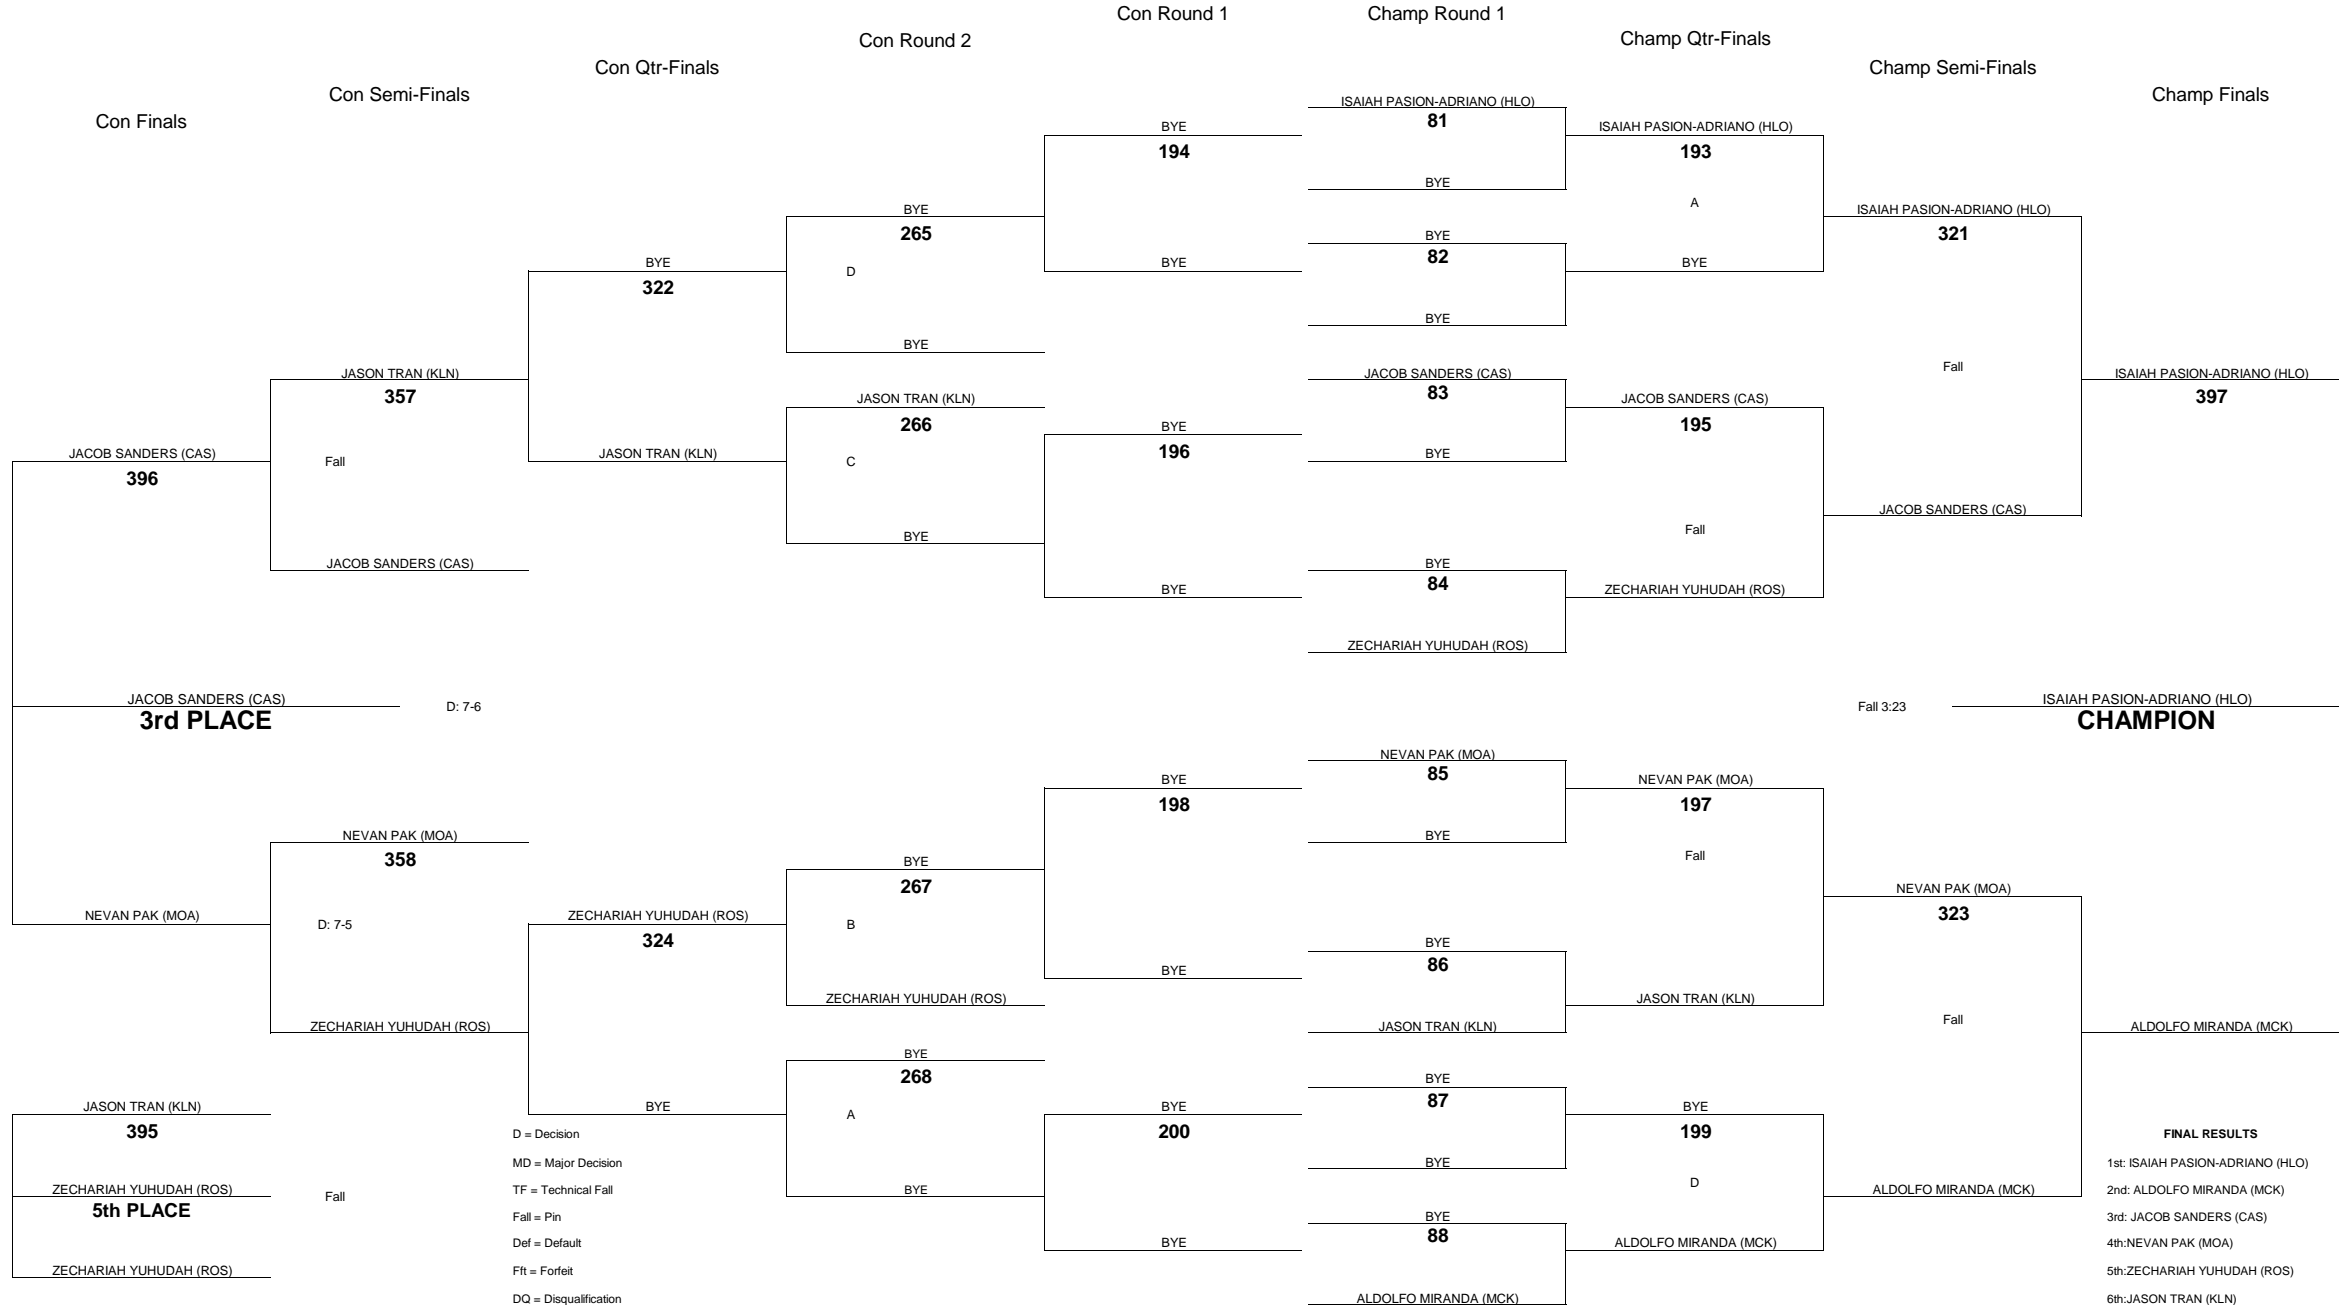 Con Round 1
Champ Round 1
Con Round 2
Champ Qtr-Finals
Con Qtr-Finals
Champ Semi-Finals
Con Semi-Finals
Champ Finals
Con Finals
ISAIAH PASION-ADRIANO (HLO)
81
BYE
BYE
82
BYE
JACOB SANDERS (CAS)
83
BYE
BYE
84
ZECHARIAH YUHUDAH (ROS)
NEVAN PAK (MOA)
85
BYE
BYE
86
JASON TRAN (KLN)
BYE
87
BYE
BYE
88
ALDOLFO MIRANDA (MCK)
ISAIAH PASION-ADRIANO (HLO)
193
A
BYE
JACOB SANDERS (CAS)
195
Fall
ZECHARIAH YUHUDAH (ROS)
NEVAN PAK (MOA)
197
Fall
JASON TRAN (KLN)
BYE
199
D
ALDOLFO MIRANDA (MCK)
ISAIAH PASION-ADRIANO (HLO)
321
Fall
JACOB SANDERS (CAS)
NEVAN PAK (MOA)
323
Fall
ALDOLFO MIRANDA (MCK)
ISAIAH PASION-ADRIANO (HLO)
397
Fall 3:23
ISAIAH PASION-ADRIANO (HLO)
CHAMPION
ALDOLFO MIRANDA (MCK)
BYE
194
BYE
BYE
196
BYE
BYE
198
BYE
BYE
200
BYE
BYE
265
D
BYE
JASON TRAN (KLN)
266
C
BYE
BYE
267
B
ZECHARIAH YUHUDAH (ROS)
BYE
268
A
BYE
BYE
322
JASON TRAN (KLN)
ZECHARIAH YUHUDAH (ROS)
324
BYE
JASON TRAN (KLN)
357
Fall
JACOB SANDERS (CAS)
NEVAN PAK (MOA)
358
D: 7-5
ZECHARIAH YUHUDAH (ROS)
JACOB SANDERS (CAS)
396
JACOB SANDERS (CAS)
3rd PLACE
D: 7-6
NEVAN PAK (MOA)
JASON TRAN (KLN)
395
ZECHARIAH YUHUDAH (ROS)
5th PLACE
Fall
ZECHARIAH YUHUDAH (ROS)
D = Decision
MD = Major Decision
TF = Technical Fall
Fall = Pin
Def = Default
Fft = Forfeit
DQ = Disqualification
FINAL RESULTS
1st: ISAIAH PASION-ADRIANO (HLO)
2nd: ALDOLFO MIRANDA (MCK)
3rd: JACOB SANDERS (CAS)
4th:NEVAN PAK (MOA)
5th:ZECHARIAH YUHUDAH (ROS)
6th:JASON TRAN (KLN)